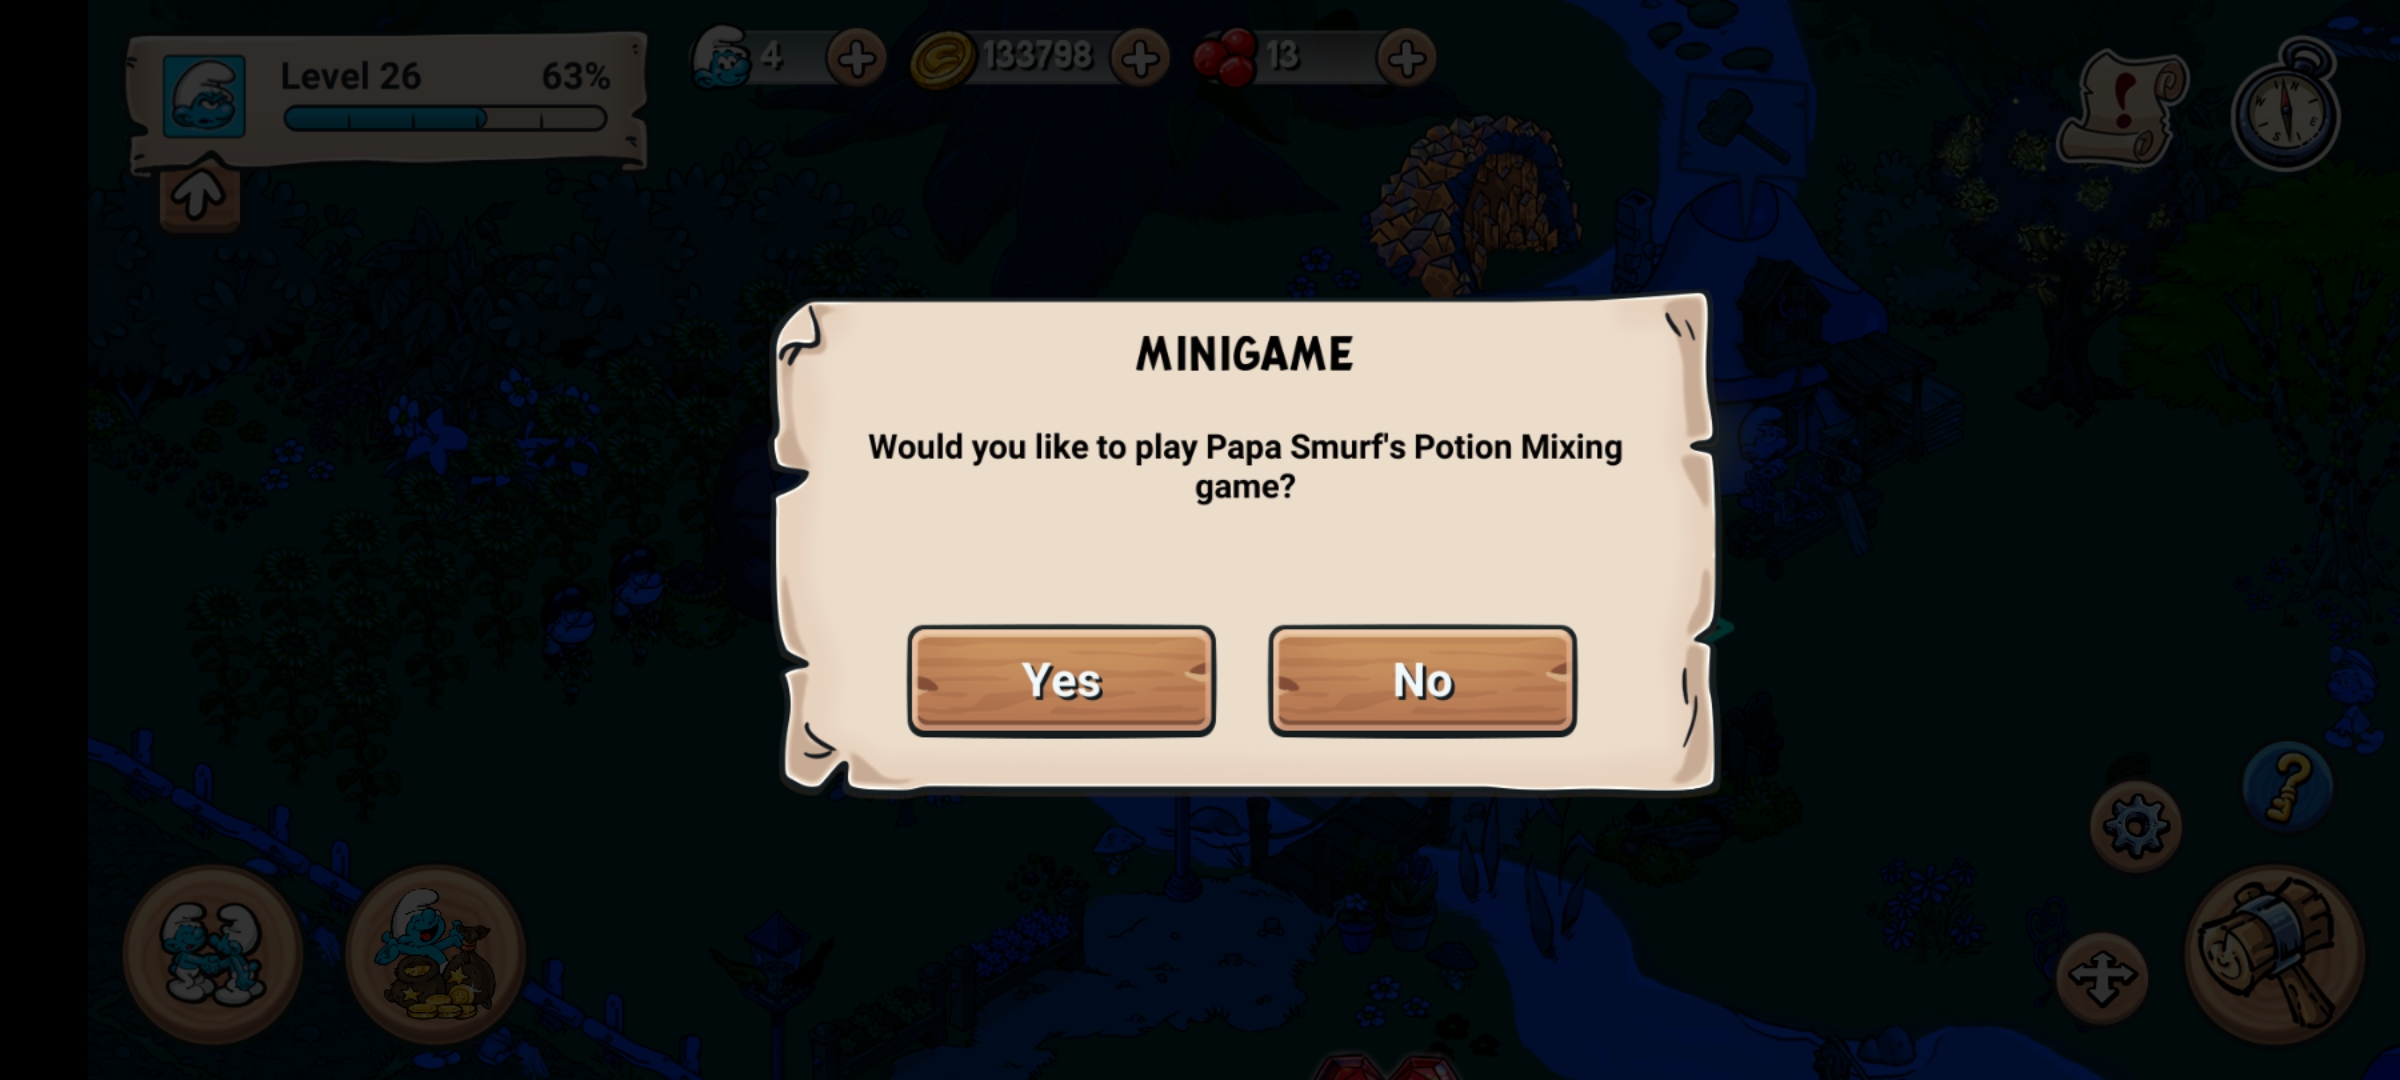 Level 26 63%
4
133798
13
MINIGAME
Would you like to play Papa Smurf's Potion Mixing
game?
Yes
No